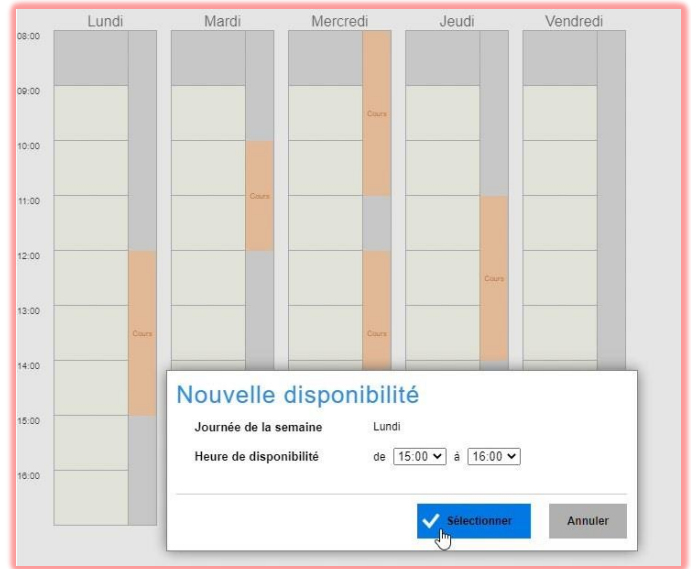 Lundi Mardi Mercredi Jeudi Vendredi
08:00
09:00
Cours
10:00
11:00
Cours
12:00
Cours
13:00
Cours Cours
14:00
Nouvelle disponibilité
Journée de la semaine Lundi
15:00
Heure de disponibilité de 15:00 à 16:00
16:00
Sélectionner Annuler